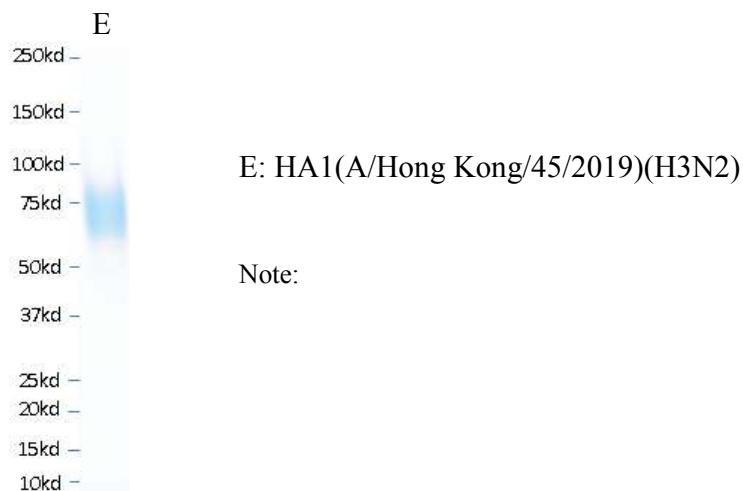 E
250kd
150kd
100kd
E: HA1(A/Hong Kong/45/2019)(H3N2)
75kd
50kd
Note:
37kd
25kd
20kd
15kd
10kd